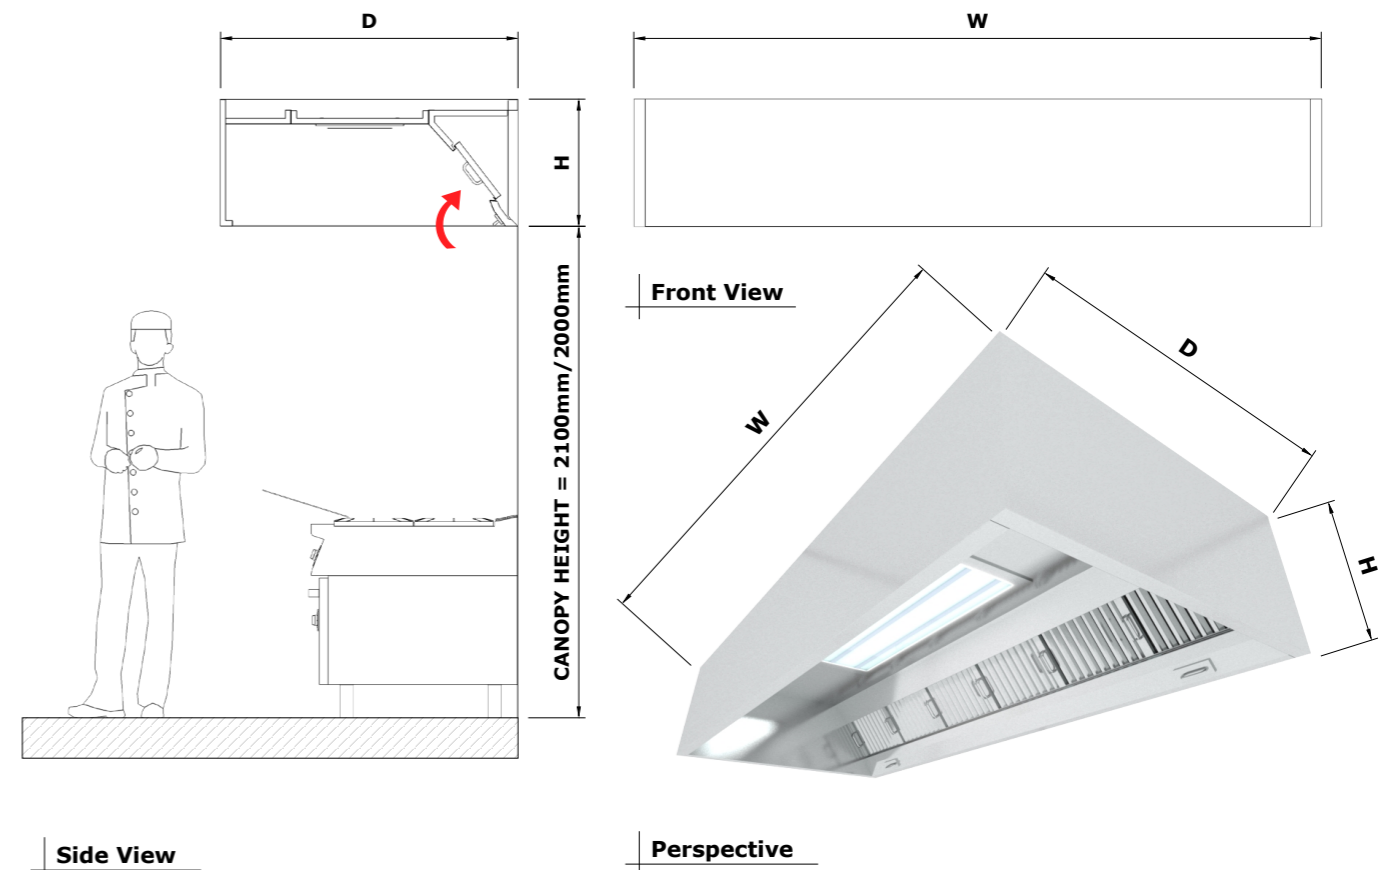 D
W
H
CANOPY HEIGHT = 2100mm/2000mm
Front View
W
D
H
Side View
Perspective